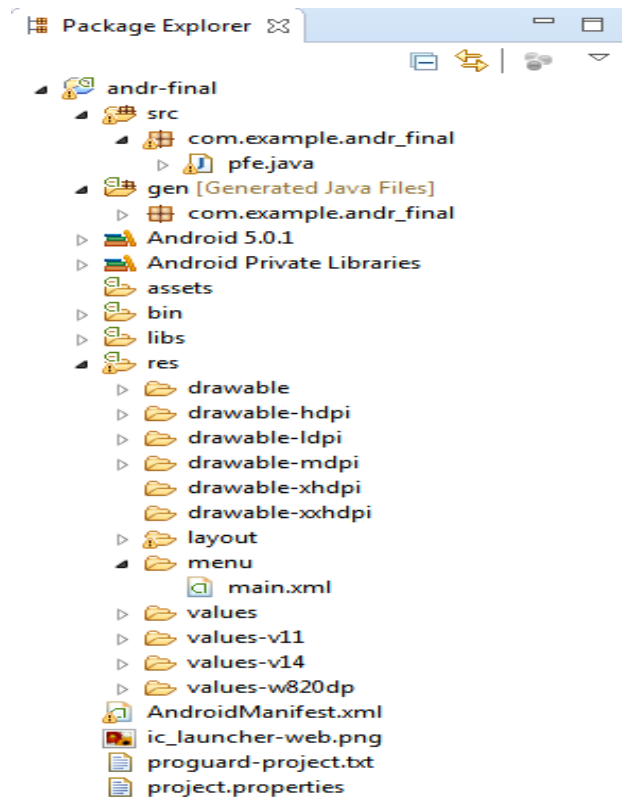 Package Explorer
andr-final
src
com.example.andr_final
pfe.java
gen [Generated Java Files]
com.example.andr_final
Android 5.0.1
Android Private Libraries
assets
bin
libs
res
drawable
drawable-hdpi
drawable-ldpi
drawable-mdpi
drawable-xhdpi
drawable-xxhdpi
layout
menu
main.xml
values
values-v11
values-v14
values-w820dp
AndroidManifest.xml
ic_launcher-web.png
proguard-project.txt
project.properties